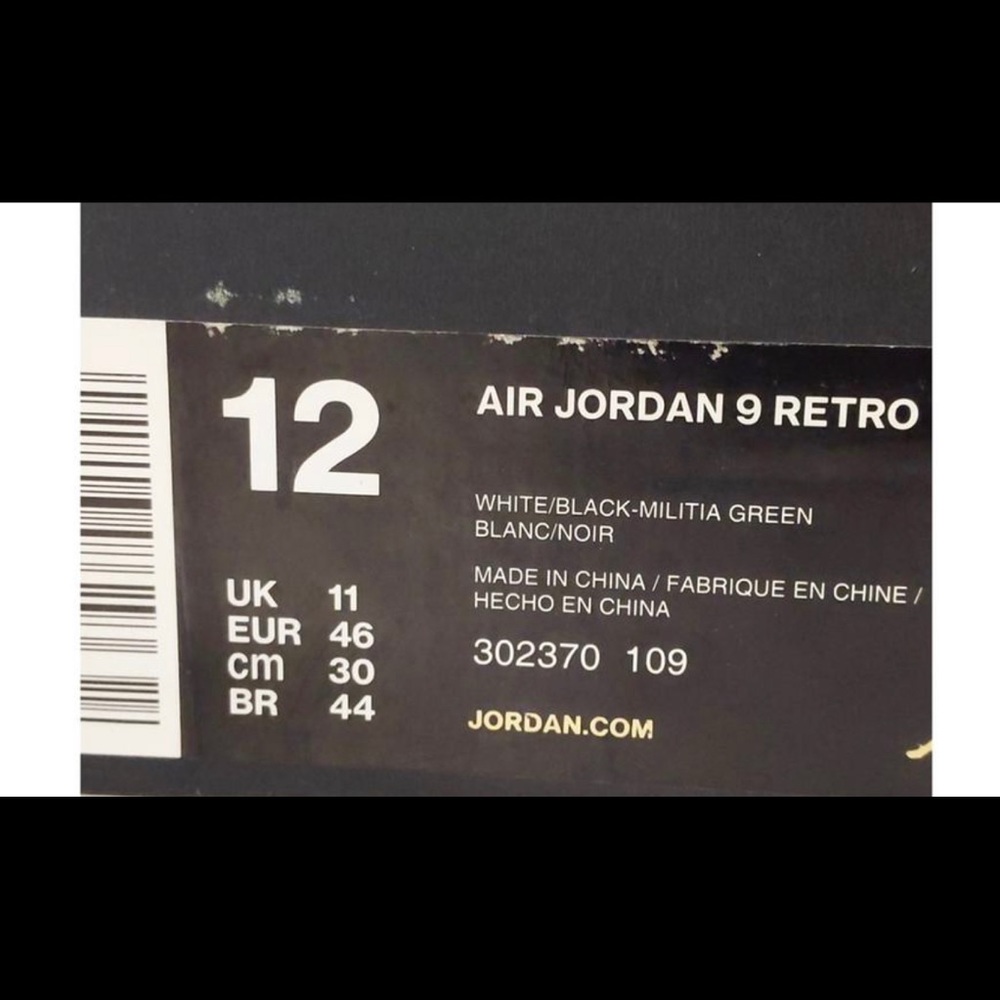 12
UK 11
EUR 46
cm 30
BR 44
AIR JORDAN 9 RETRO
WHITE/BLACK-MILITIA GREEN
BLANC/NOIR
MADE IN CHINA / FABRIQUE EN CHINE /
HECHO EN CHINA
302370 109
JORDAN.COM